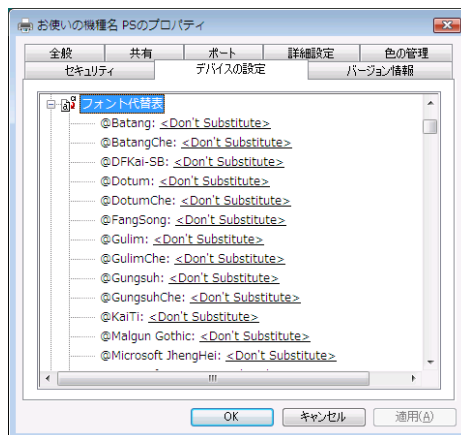 お使いの機種名 PSのプロパティ
全般 共有 ポート 詳細設定 色の管理
セキュリティ デバイスの設定 バージョン情報
フォント代替表
@Batang: <Don't Substitute>
@BatangChe: <Don't Substitute>
@DFKai-SB: <Don't Substitute>
@Dotum: <Don't Substitute>
@DotumChe: <Don't Substitute>
@FangSong: <Don't Substitute>
@Gulim: <Don't Substitute>
@GulimChe: <Don't Substitute>
@Gungsuh: <Don't Substitute>
@GungsuhChe: <Don't Substitute>
@KaiTi: <Don't Substitute>
@Malgun Gothic: <Don't Substitute>
@Microsoft JhengHei: <Don't Substitute>
OK キャンセル 適用(A)